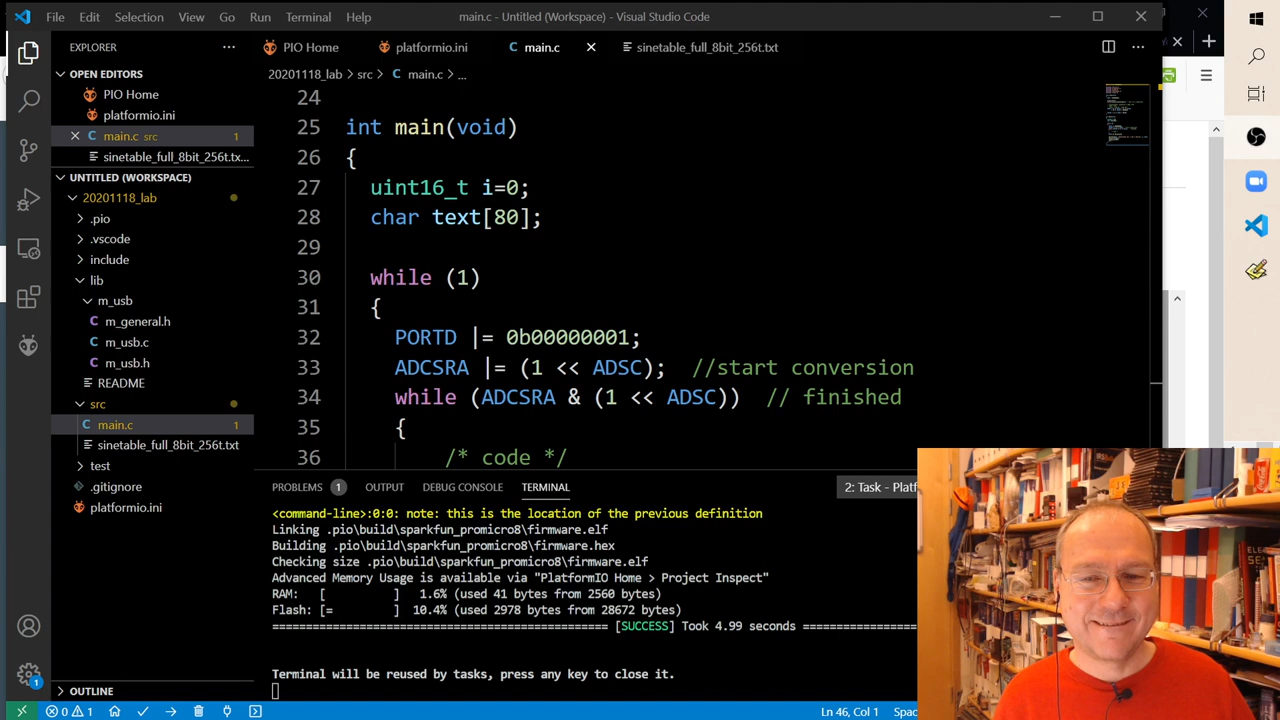 File Edit Selection View Go Run Terminal Help main.c - Untitled (Workspace) - Visual Studio Code
EXPLORER
OPEN EDITORS
PIO Home
platformio.ini
main.c src 1
sinetable_full_8bit_256t.tx...
UNTITLED (WORKSPACE)
20201118_lab
.pio
.vscode
include
lib
m_usb
m_general.h
m_usb.c
m_usb.h
README
src
main.c 1
sinetable_full_8bit_256t.txt
test
.gitignore
platformio.ini
OUTLINE
PIO Home platformio.ini main.c sinetable_full_8bit_256t.txt
20201118_lab > src > C main.c > ...
24
25 int main(void)
26 {
27 uint16_t i=0;
28 char text[80];
29
30 while (1)
31 {
32 PORTD |= 0b00000001;
33 ADCSRA |= (1 << ADSC); //start conversion
34 while (ADCSRA & (1 << ADSC)) // finished
35 {
36 /* code */
PROBLEMS 1 OUTPUT DEBUG CONSOLE TERMINAL 2: Task - Platf
<command-line>:0:0: note: this is the location of the previous definition
Linking .pio\build\sparkfun_promicro8\firmware.elf
Building .pio\build\sparkfun_promicro8\firmware.hex
Checking size .pio\build\sparkfun_promicro8\firmware.elf
Advanced Memory Usage is available via "PlatformIO Home > Project Inspect"
RAM: [ ] 1.6% (used 41 bytes from 2560 bytes)
Flash: [= ] 10.4% (used 2978 bytes from 28672 bytes)
================================================== [SUCCESS] Took 4.99 seconds ==================
Terminal will be reused by tasks, press any key to close it.
1
0 1 Ln 46, Col 1 Spac